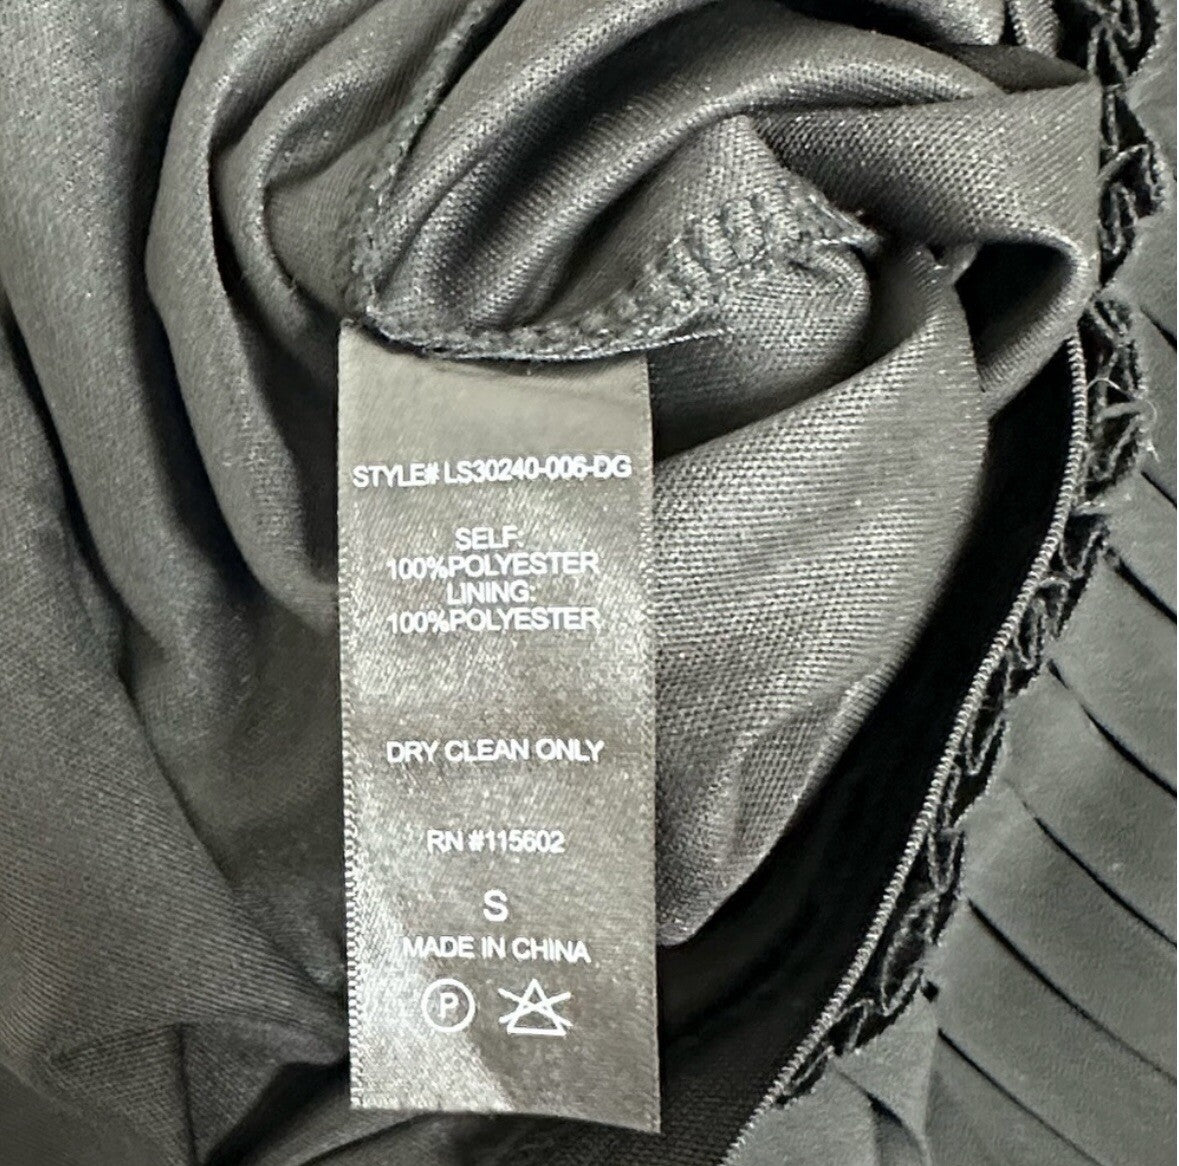 STYLE# LS30240-006-DG
SELF:
100%POLYESTER
LINING:
100%POLYESTER
DRY CLEAN ONLY
RN #115602
S
MADE IN CHINA
P